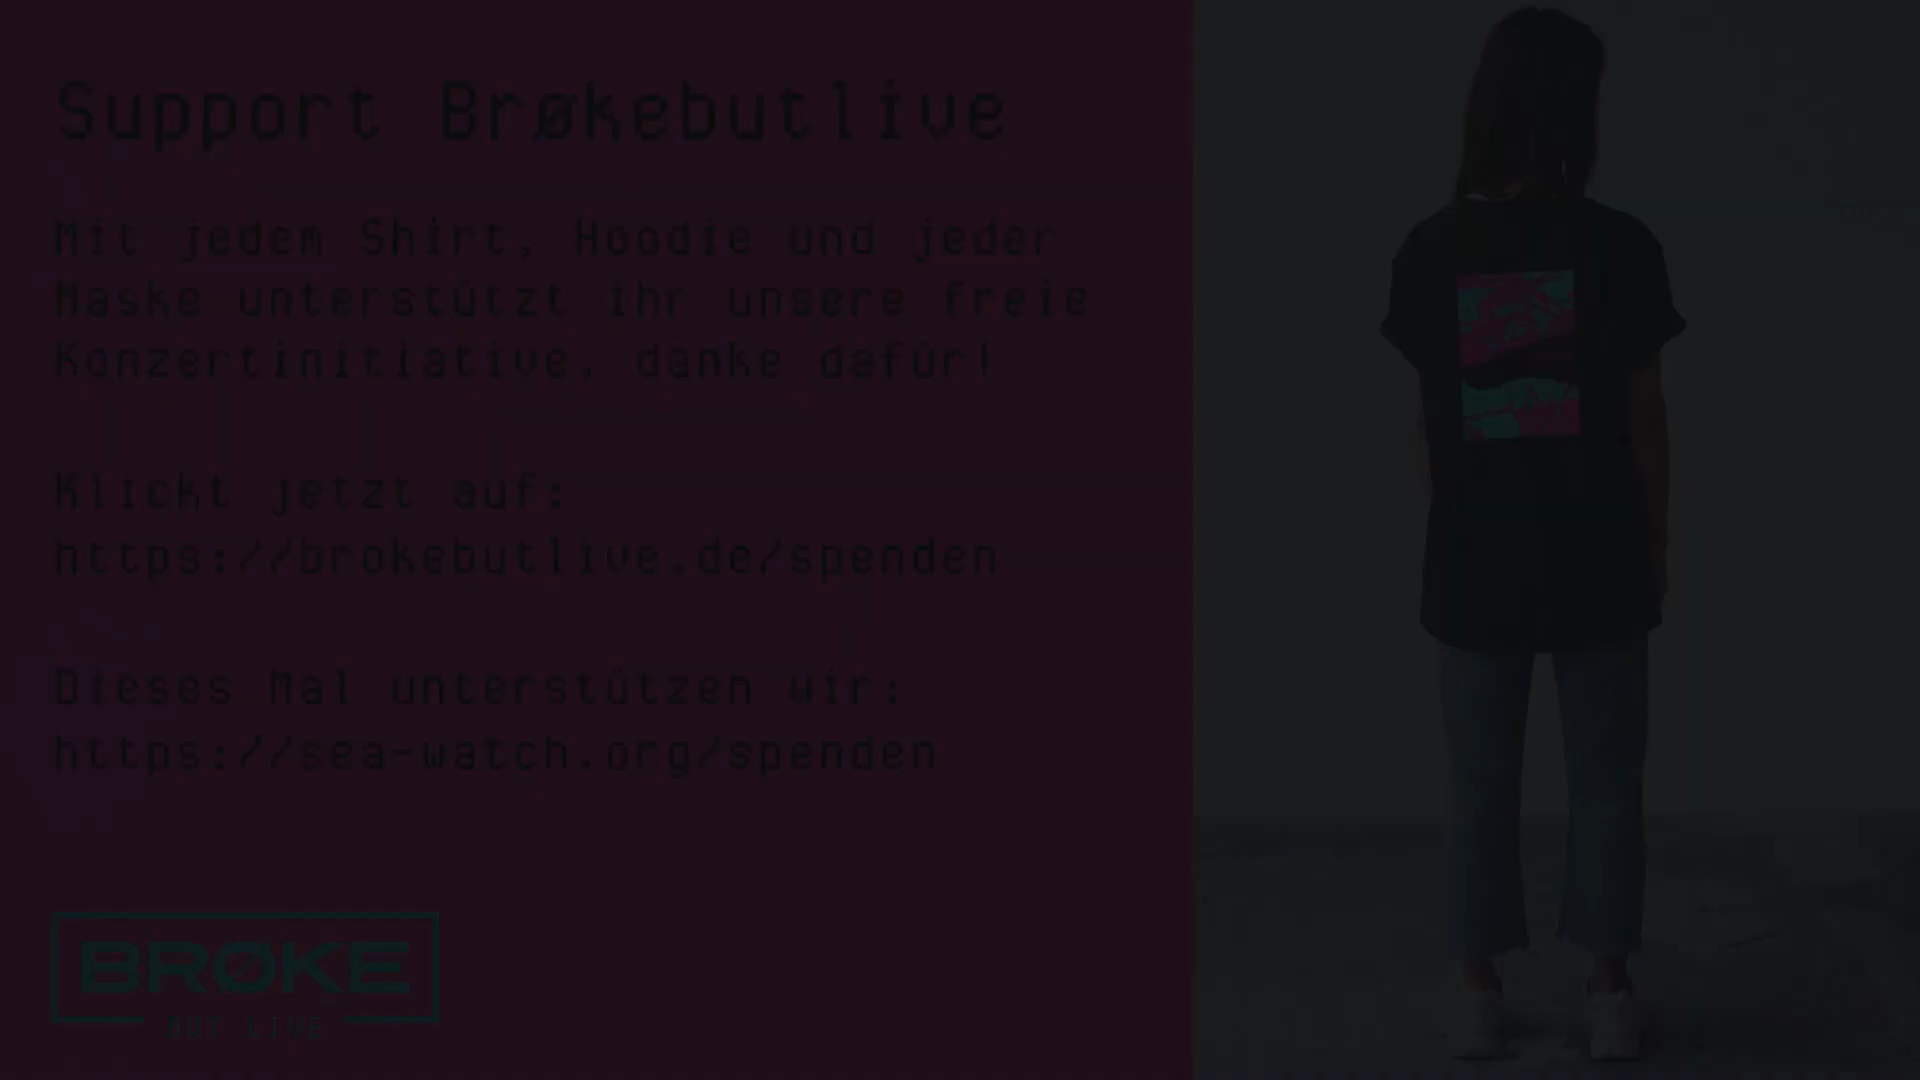 Support Brøkebutlive
Mit jedem Shirt, Hoodie und jeder
Maske unterstützt ihr unsere freie
Konzertinitiative, danke dafür!
Klickt jetzt auf:
https://brokebutlive.de/spenden
Dieses Mal unterstützen wir:
https://sea-watch.org/spenden
BRØKE
BUT LIVE